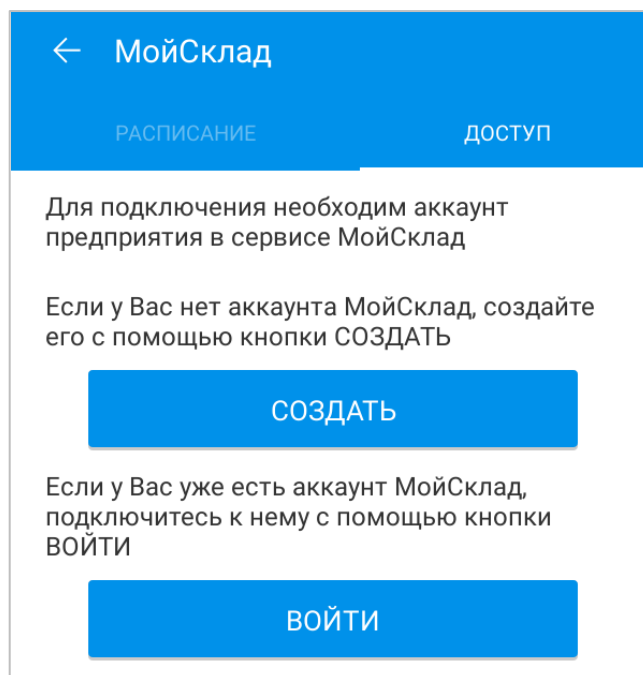 МойСклад
РАСПИСАНИЕ
ДОСТУП
Для подключения необходим аккаунт
предприятия в сервисе МойСклад
Если у Вас нет аккаунта МойСклад, создайте
его с помощью кнопки СОЗДАТЬ
СОЗДАТЬ
Если у Вас уже есть аккаунт МойСклад,
подключитесь к нему с помощью кнопки
ВОЙТИ
ВОЙТИ